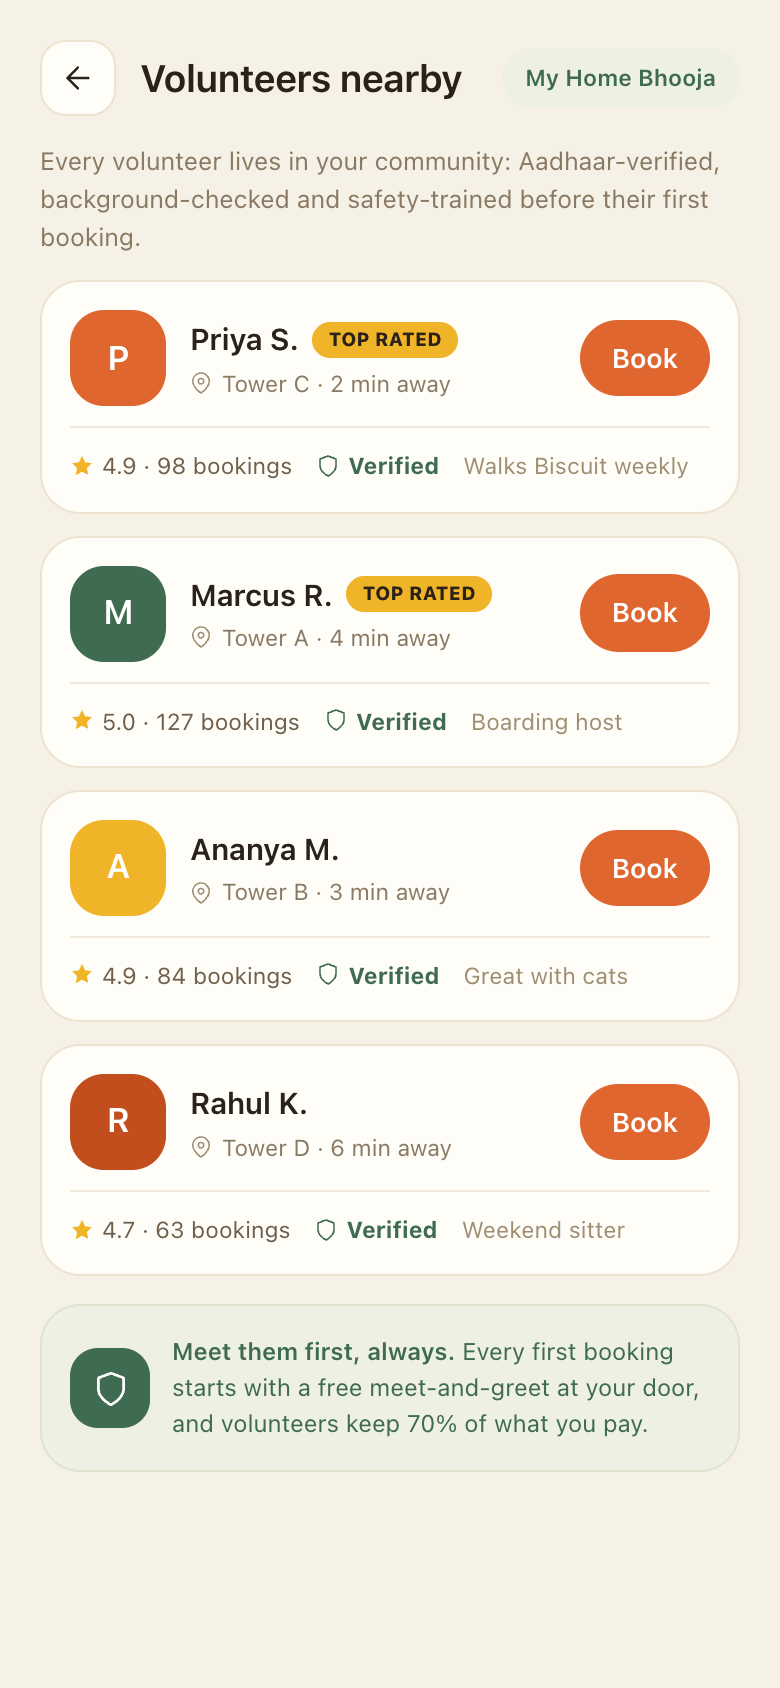 Volunteers nearby
My Home Bhooja
Every volunteer lives in your community: Aadhaar-verified,
background-checked and safety-trained before their first
booking.
P
Priya S.
TOP RATED
Tower C · 2 min away
Book
4.9 · 98 bookings
Verified
Walks Biscuit weekly
M
Marcus R.
TOP RATED
Tower A · 4 min away
Book
5.0 · 127 bookings
Verified
Boarding host
A
Ananya M.
Tower B · 3 min away
Book
4.9 · 84 bookings
Verified
Great with cats
R
Rahul K.
Tower D · 6 min away
Book
4.7 · 63 bookings
Verified
Weekend sitter
Meet them first, always. Every first booking
starts with a free meet-and-greet at your door,
and volunteers keep 70% of what you pay.